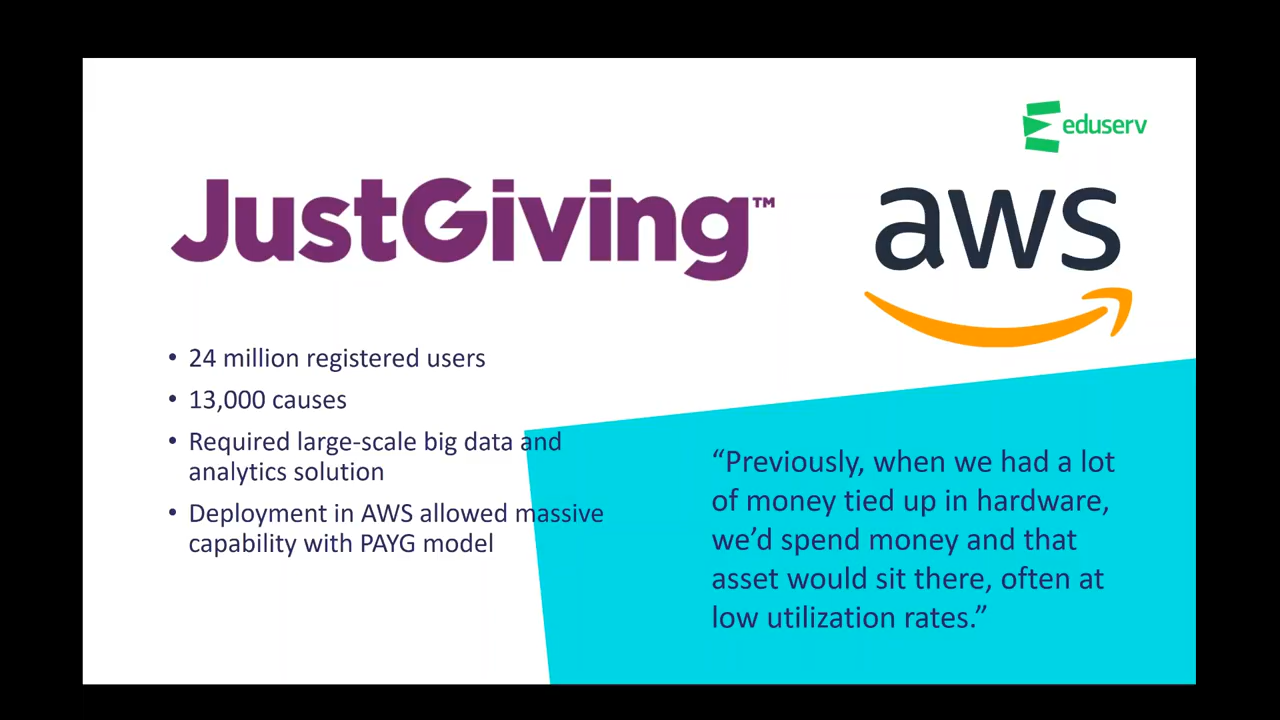 eduserv
JustGiving™
aws
• 24 million registered users
• 13,000 causes
• Required large-scale big data and
analytics solution
• Deployment in AWS allowed massive
capability with PAYG model
“Previously, when we had a lot
of money tied up in hardware,
we’d spend money and that
asset would sit there, often at
low utilization rates.”